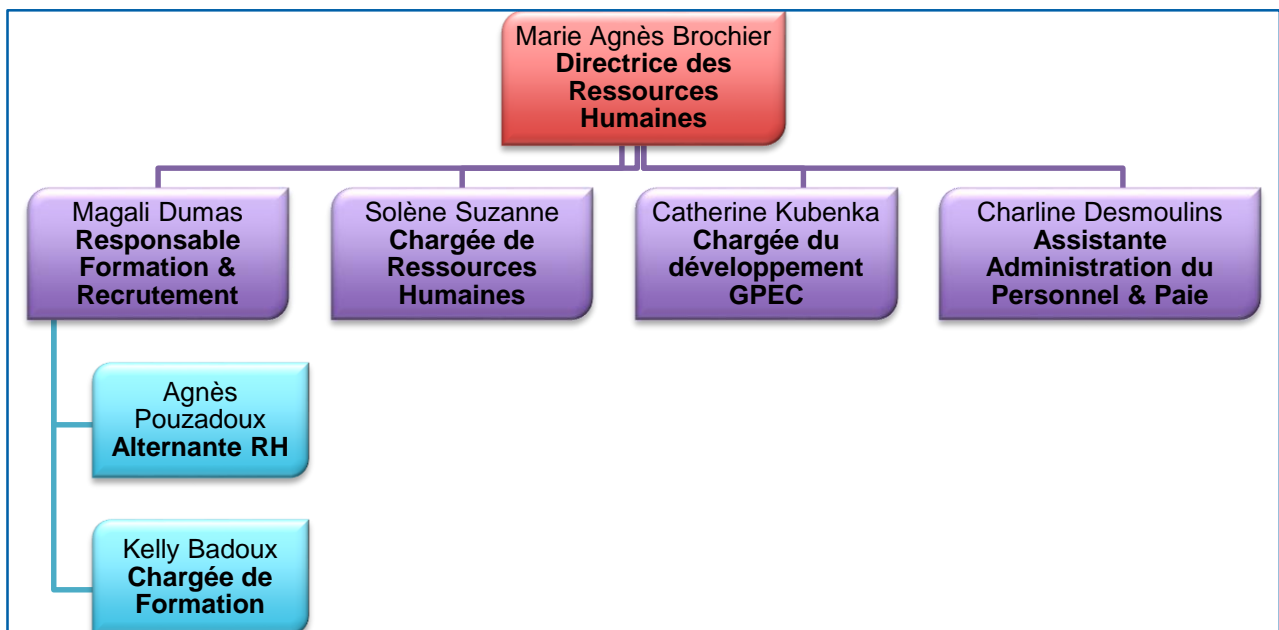 Marie Agnès Brochier
Directrice des
Ressources
Humaines
Magali Dumas
Responsable
Formation &
Recrutement
Solène Suzanne
Chargée de
Ressources
Humaines
Catherine Kubenka
Chargée du
développement
GPEC
Charline Desmoulins
Assistante
Administration du
Personnel & Paie
Agnès
Pouzadoux
Alternante RH
Kelly Badoux
Chargée de
Formation